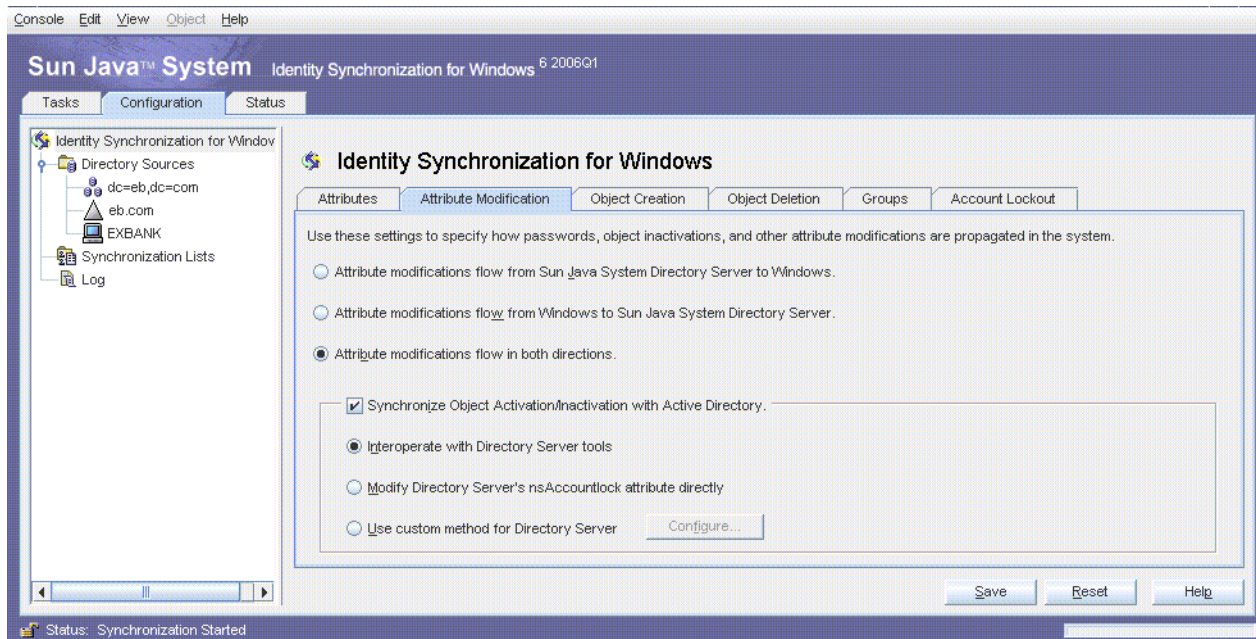 Console Edit View Object Help
Sun Java™ System Identity Synchronization for Windows 6 2006Q1
Tasks Configuration Status
Identity Synchronization for Window
Directory Sources
dc=eb,dc=com
eb.com
EXBANK
Synchronization Lists
Log
Identity Synchronization for Windows
Attributes Attribute Modification Object Creation Object Deletion Groups Account Lockout
Use these settings to specify how passwords, object inactivations, and other attribute modifications are propagated in the system.
Attribute modifications flow from Sun Java System Directory Server to Windows.
Attribute modifications flow from Windows to Sun Java System Directory Server.
Attribute modifications flow in both directions.
Synchronize Object Activation/Inactivation with Active Directory.
Interoperate with Directory Server tools
Modify Directory Server's nsAccountlock attribute directly
Use custom method for Directory Server Configure...
Save Reset Help
Status: Synchronization Started